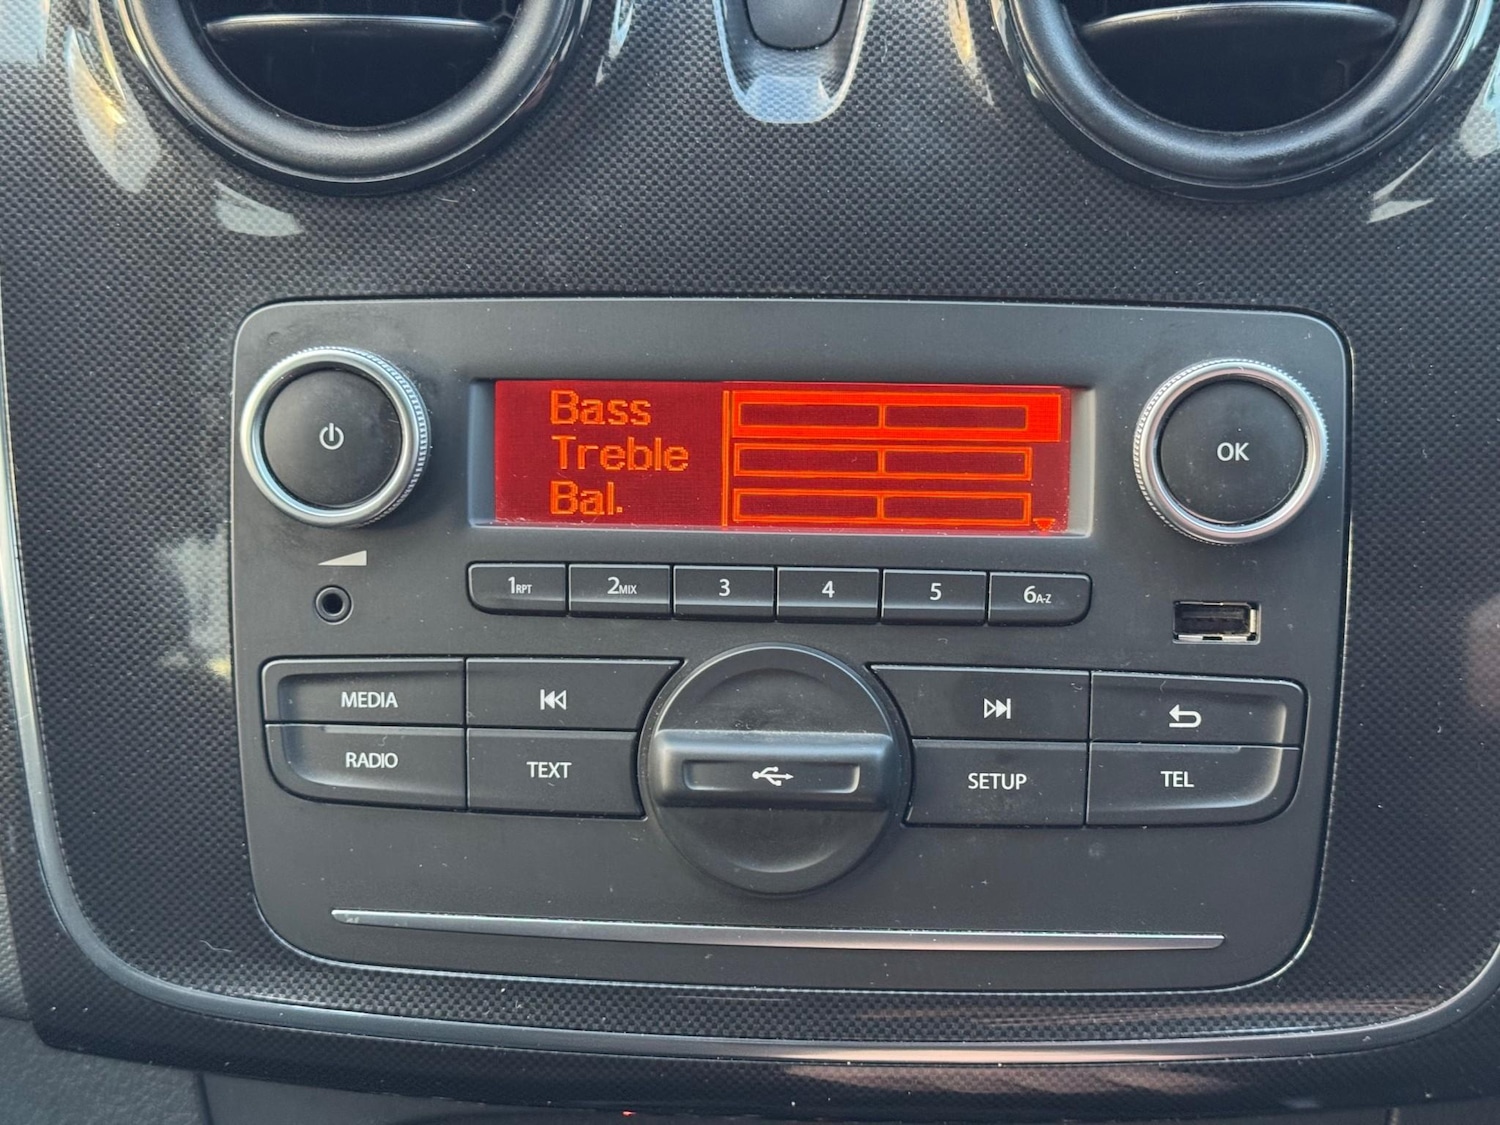 Bass
Treble
Bal.
1RPT 2MIX 3 4 5 6A-Z
OK
MEDIA
RADIO
TEXT
SETUP
TEL